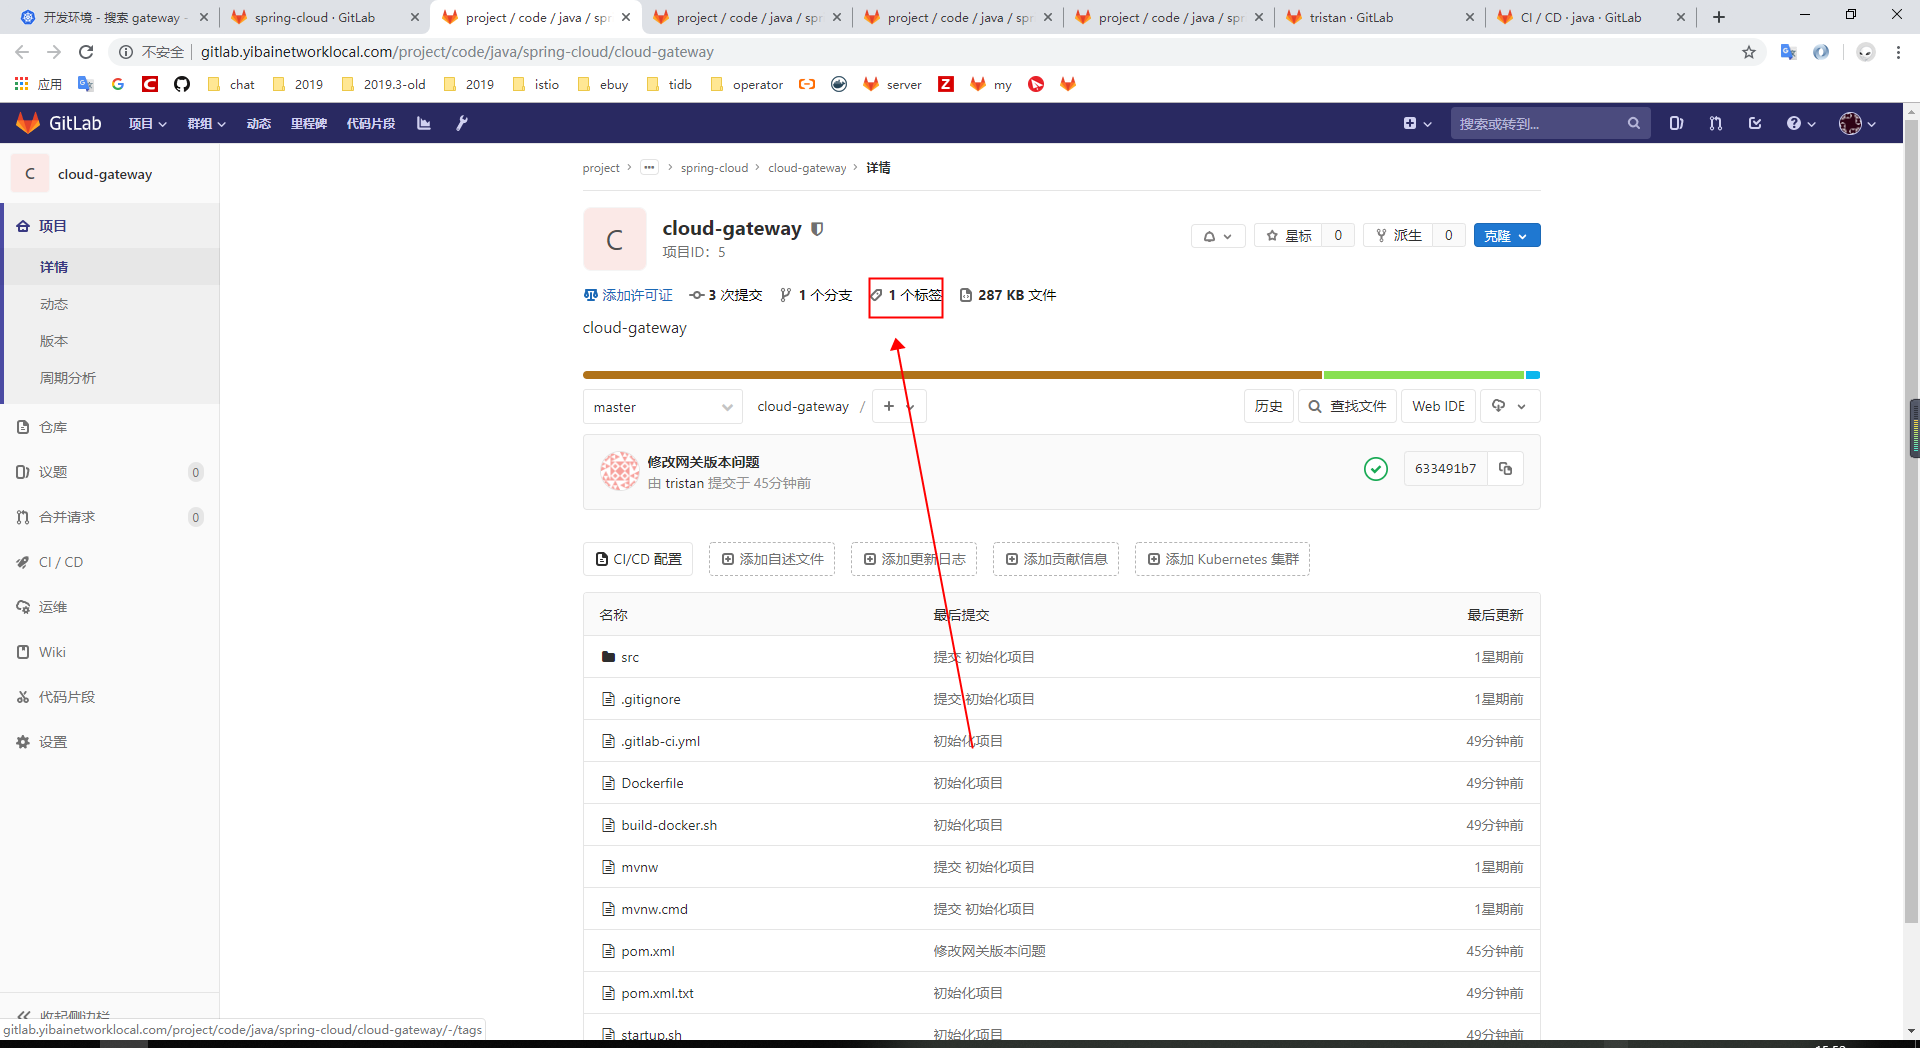 开发环境 - 搜索 gateway -
spring-cloud · GitLab
project / code / java / spr
project / code / java / spr
project / code / java / spr
project / code / java / spr
tristan · GitLab
CI / CD · java · GitLab
不安全 gitlab.yibainetworklocal.com/project/code/java/spring-cloud/cloud-gateway
应用 chat 2019 2019.3-old 2019 istio ebuy tidb operator server my
GitLab 项目 群组 动态 里程碑 代码片段 搜索或转到...
C cloud-gateway
项目
详情
动态
版本
周期分析
仓库
议题 0
合并请求 0
CI / CD
运维
Wiki
代码片段
设置
收起侧边栏
project > ... > spring-cloud > cloud-gateway > 详情
C
cloud-gateway
项目ID: 5
星标 0 派生 0 克隆
添加许可证 3 次提交 1 个分支 1 个标签 287 KB 文件
cloud-gateway
master cloud-gateway / + 历史 查找文件 Web IDE
修改网关版本问题
由 tristan 提交于 45分钟前
633491b7
CI/CD 配置 添加自述文件 添加更新日志 添加贡献信息 添加 Kubernetes 集群
名称 最后提交 最后更新
src 提交 初始化项目 1星期前
.gitignore 提交 初始化项目 1星期前
.gitlab-ci.yml 初始化项目 49分钟前
Dockerfile 初始化项目 49分钟前
build-docker.sh 初始化项目 49分钟前
mvnw 提交 初始化项目 1星期前
mvnw.cmd 提交 初始化项目 1星期前
pom.xml 修改网关版本问题 45分钟前
pom.xml.txt 初始化项目 49分钟前
startup.sh 初始化项目 49分钟前
gitlab.yibainetworklocal.com/project/code/java/spring-cloud/cloud-gateway/-/tags